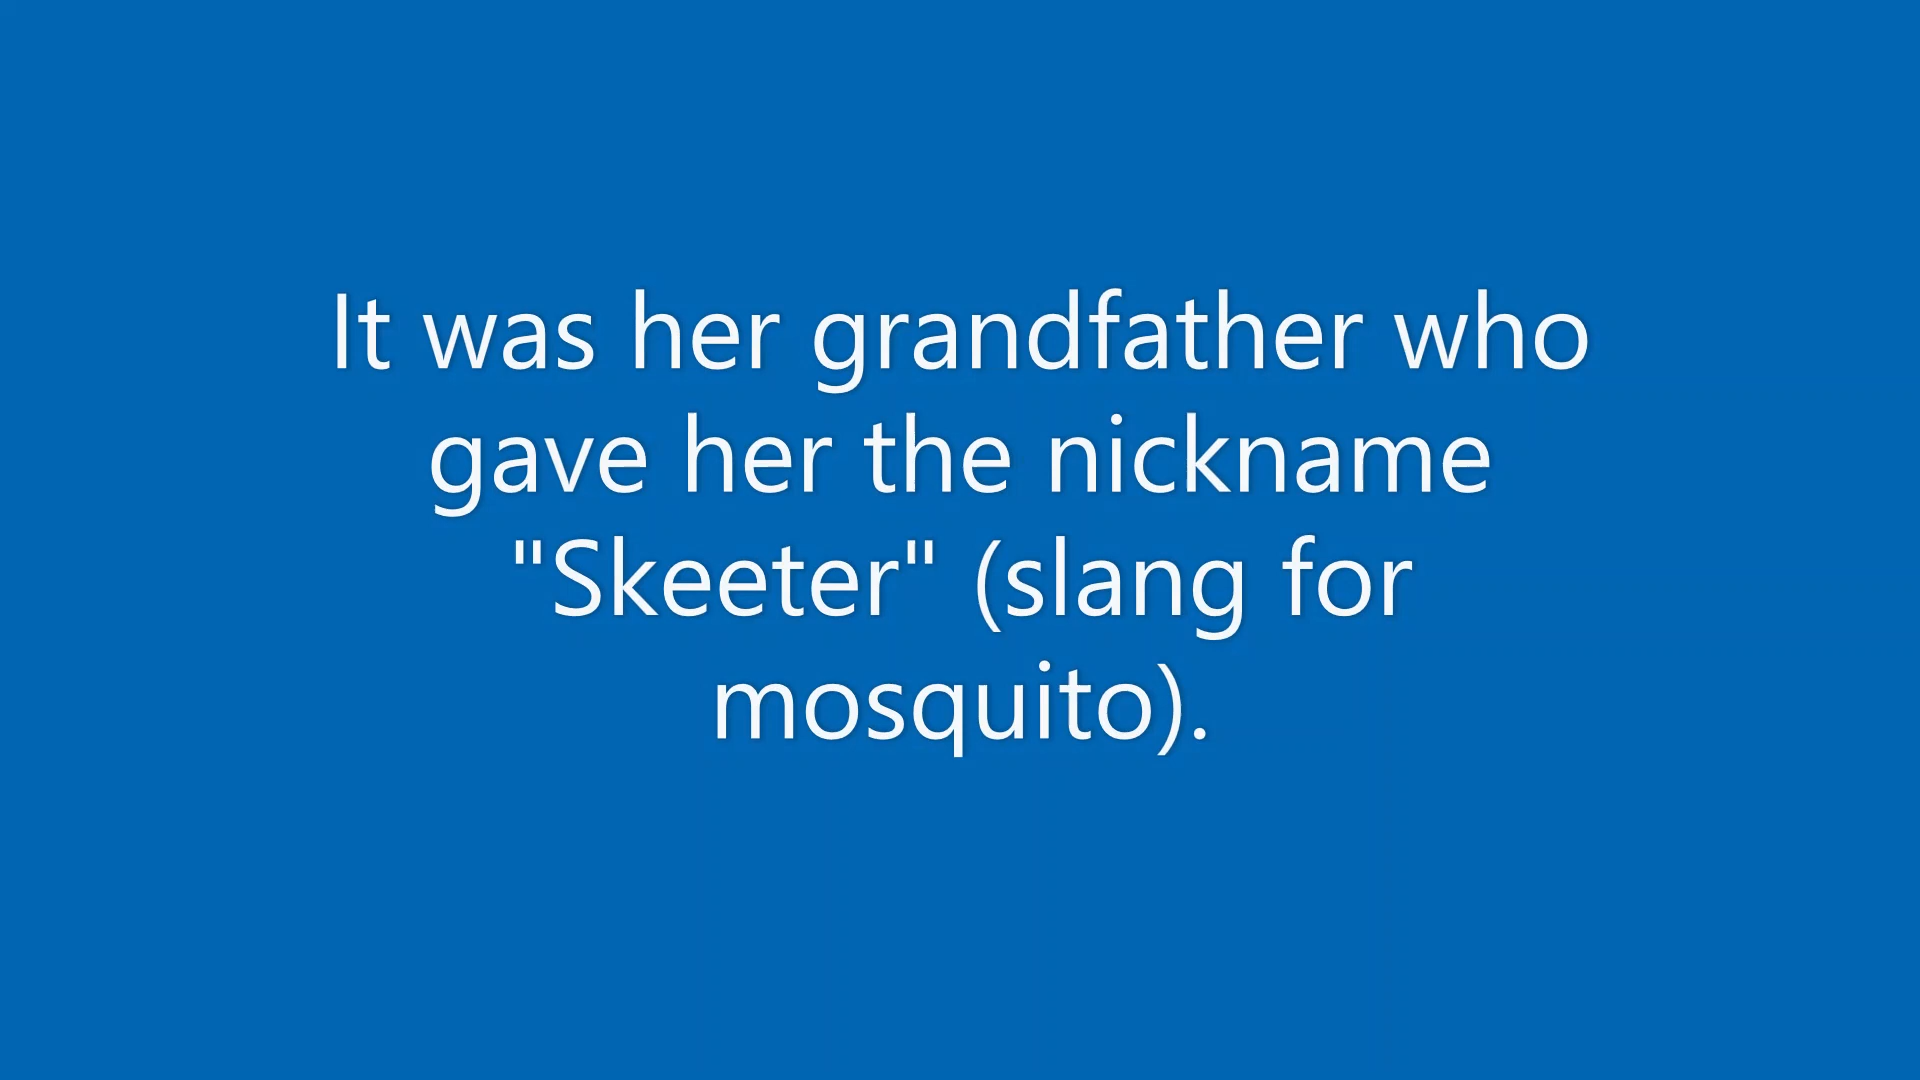 It was her grandfather who
gave her the nickname
"Skeeter" (slang for
mosquito).